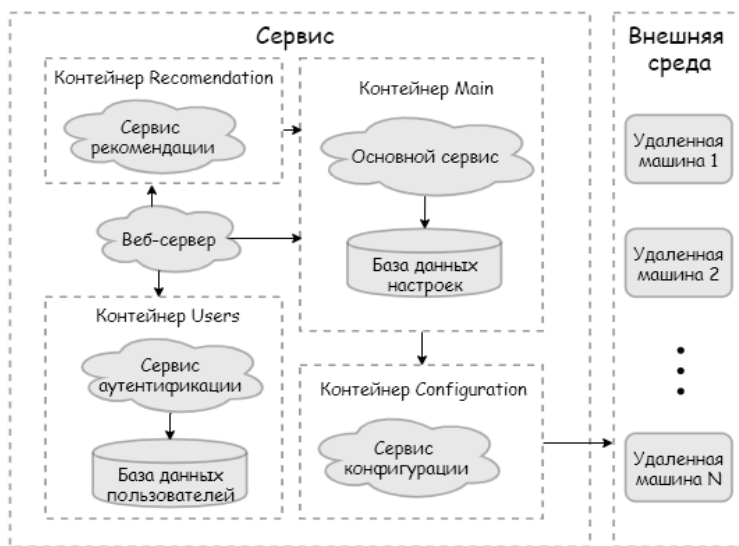 Сервис
Контейнер Recomendation
Сервис
рекомендации
Веб-сервер
Контейнер Main
Основной сервис
База данных
настроек
Контейнер Users
Сервис
аутентификации
База данных
пользователей
Контейнер Configuration
Сервис
конфигурации
Внешняя
среда
Удаленная
машина 1
Удаленная
машина 2
Удаленная
машина N